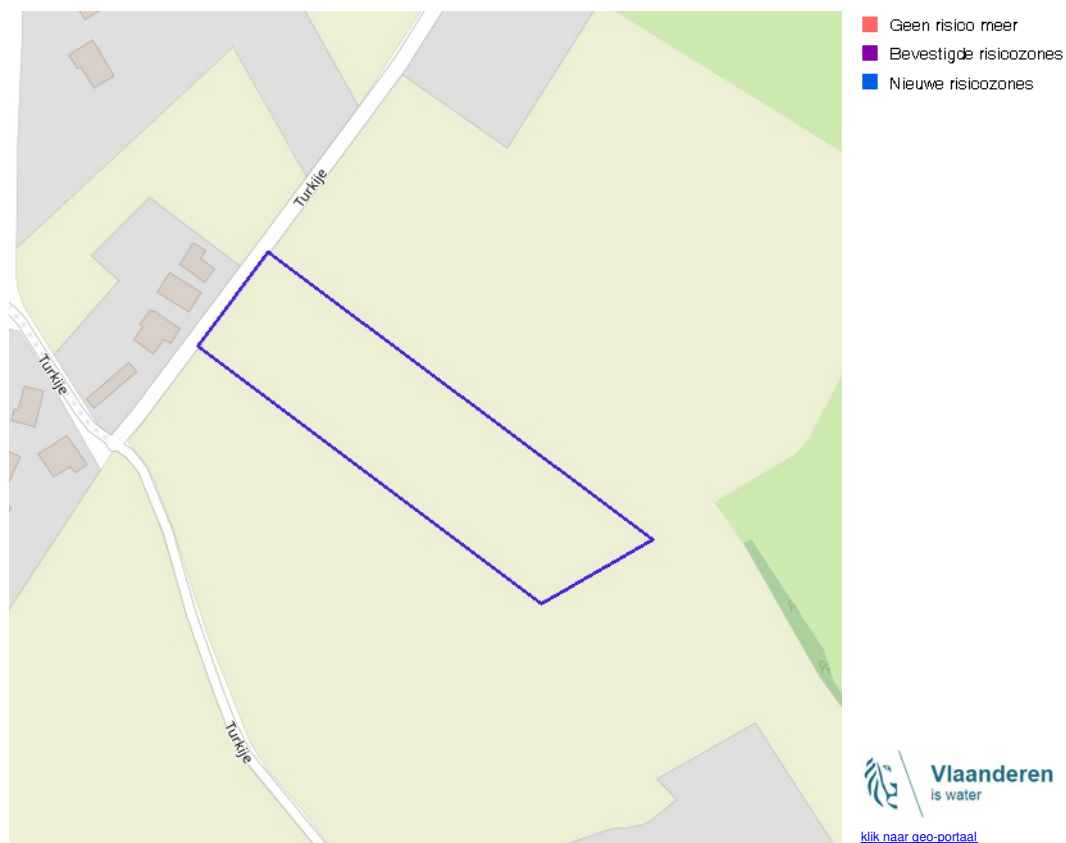 Geen risico meer
Bevestigde risicozones
Nieuwe risicozones
Turkije
Turkije
Turkije
Vlaanderen
is water
klik naar geo-portaal